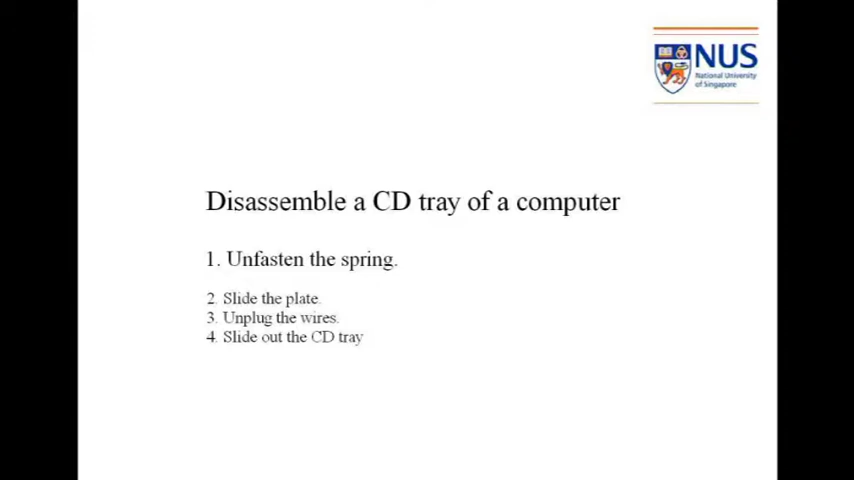 NUS
National University
of Singapore
Disassemble a CD tray of a computer
1. Unfasten the spring.
2. Slide the plate.
3. Unplug the wires.
4. Slide out the CD tray